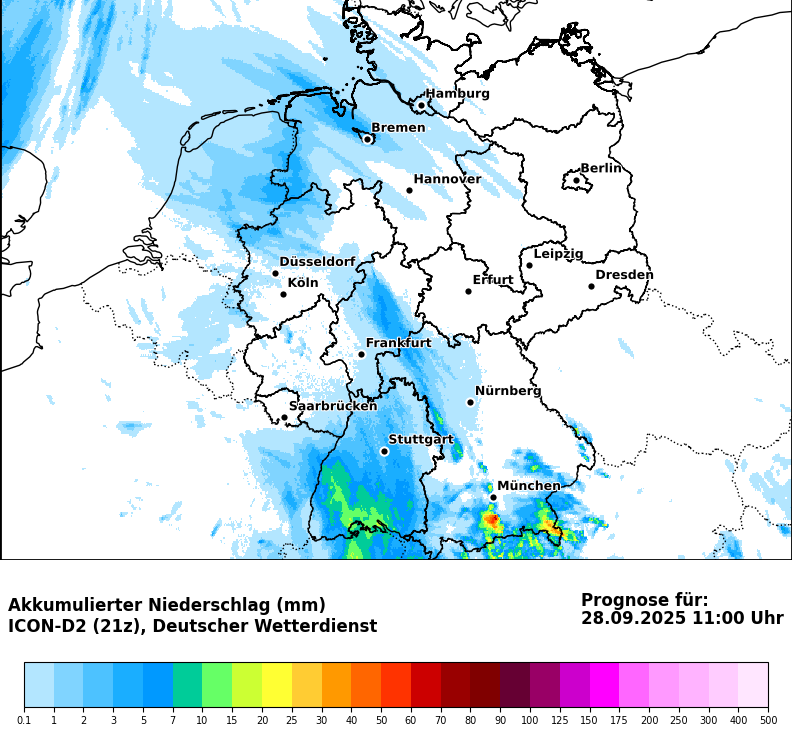 Hamburg
Bremen
Berlin
Hannover
Leipzig
Düsseldorf
Dresden
Erfurt
Köln
Frankfurt
Nürnberg
Saarbrücken
Stuttgart
München
Akkumulierter Niederschlag (mm)
ICON-D2 (21z), Deutscher Wetterdienst
Prognose für:
28.09.2025 11:00 Uhr
0.1 1 2 3 5 7 10 15 20 25 30 40 50 60 70 80 90 100 125 150 175 200 250 300 400 500